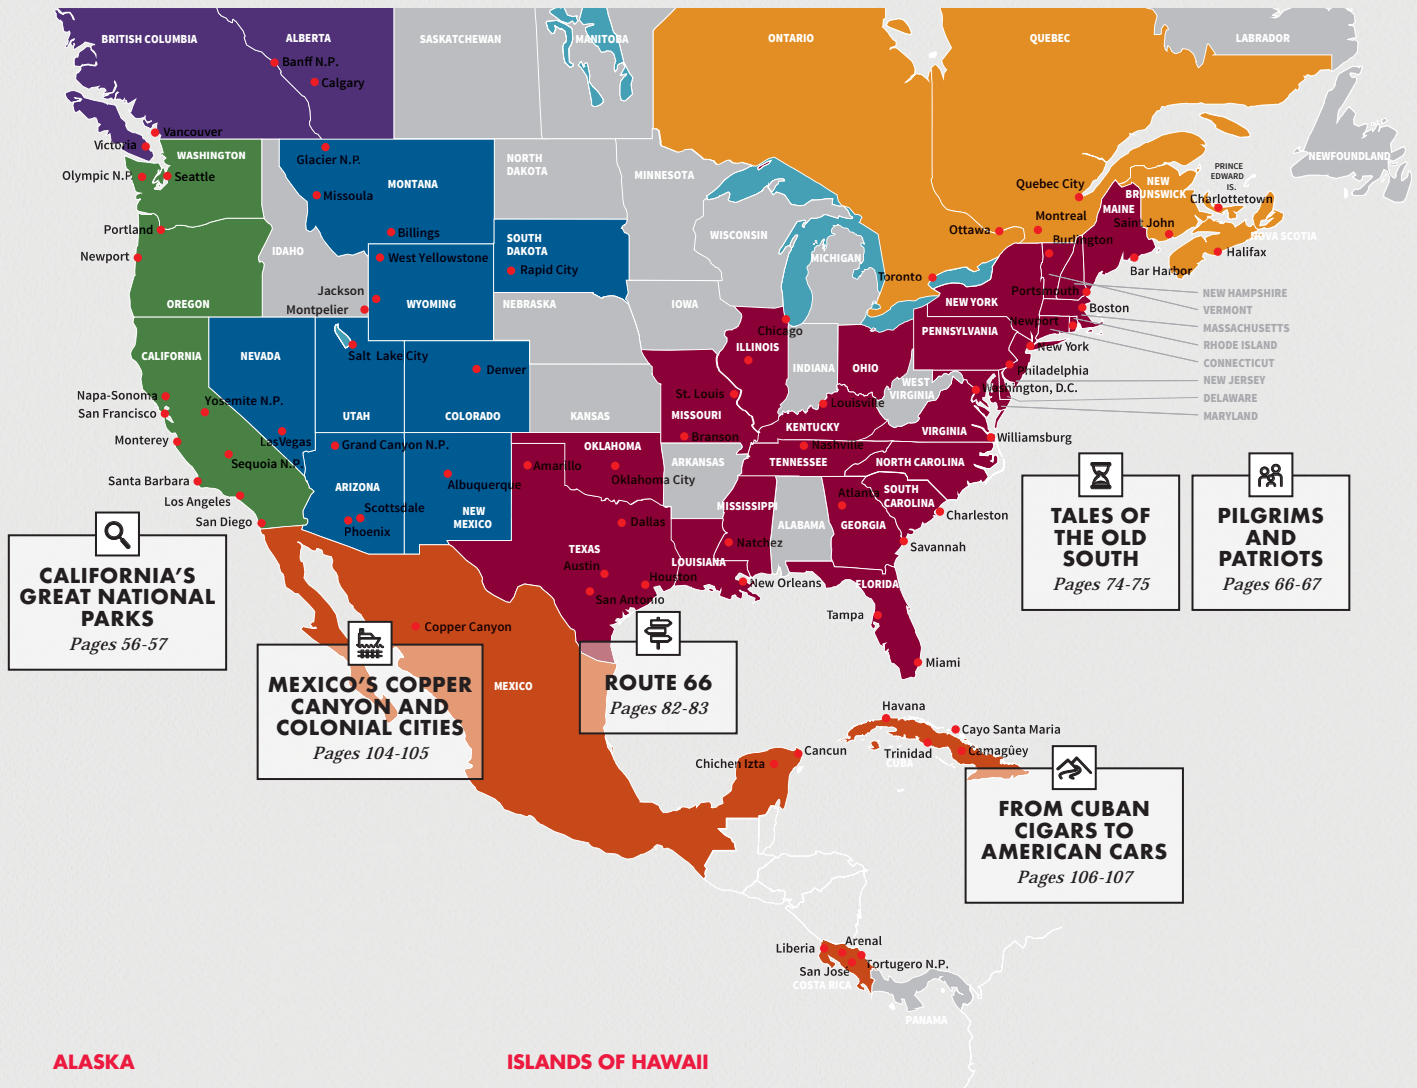 BRITISH COLUMBIA
ALBERTA
SASKATCHEWAN
MANITOBA
ONTARIO
QUEBEC
LABRADOR
Banff N.P.
Calgary
Vancouver
Victoria
WASHINGTON
Glacier N.P.
NORTH
DAKOTA
MINNESOTA
NEWFOUNDLAND
Olympic N.P.
Seattle
MONTANA
Missoula
Quebec City
NEW
BRUNSWICK
PRINCE
EDWARD
IS.
Charlottetown
MAINE
Portland
Billings
Ottawa
Montreal
Saint John
NOVA SCOTIA
Newport
IDAHO
West Yellowstone
SOUTH
DAKOTA
Rapid City
WISCONSIN
MICHIGAN
Burlington
Halifax
Bar Harbor
Toronto
Jackson
Montpelier
OREGON
WYOMING
NEBRASKA
IOWA
NEW YORK
Portsmouth
NEW HAMPSHIRE
Boston
VERMONT
Newport
MASSACHUSETTS
Chicago
PENNSYLVANIA
RHODE ISLAND
New York
CALIFORNIA
NEVADA
Salt Lake City
ILLINOIS
CONNECTICUT
Denver
INDIANA
OHIO
Philadelphia
NEW JERSEY
WEST
VIRGINIA
Washington, D.C.
DELAWARE
Napa-Sonoma
Yosemite N.P.
St. Louis
Louisville
MARYLAND
San Francisco
UTAH
COLORADO
KANSAS
MISSOURI
KENTUCKY
VIRGINIA
Monterey
LasVegas
Grand Canyon N.P.
OKLAHOMA
Branson
Nashville
Williamsburg
Sequoia N.P.
Amarillo
ARKANSAS
TENNESSEE
NORTH CAROLINA
Santa Barbara
ARIZONA
Albuquerque
Oklahoma City
Los Angeles
Atlanta
SOUTH
CAROLINA
San Diego
Scottsdale
Phoenix
NEW
MEXICO
Dallas
MISSISSIPPI
ALABAMA
GEORGIA
Charleston
TEXAS
Natchez
Savannah
Austin
LOUISIANA
Houston
New Orleans
FLORIDA
San Antonio
Tampa
Miami
TALES OF
THE OLD
SOUTH
Pages 74-75
PILGRIMS
AND
PATRIOTS
Pages 66-67
CALIFORNIA'S
GREAT NATIONAL
PARKS
Pages 56-57
Copper Canyon
MEXICO'S COPPER
CANYON AND
COLONIAL CITIES
Pages 104-105
MEXICO
ROUTE 66
Pages 82-83
Havana
Cayo Santa Maria
Trinidad
Camagûey
CUBA
Cancun
Chichen Izta
FROM CUBAN
CIGARS TO
AMERICAN CARS
Pages 106-107
Liberia
Arenal
San José
Tortugero N.P.
COSTA RICA
PANAMA
ALASKA
ISLANDS OF HAWAII